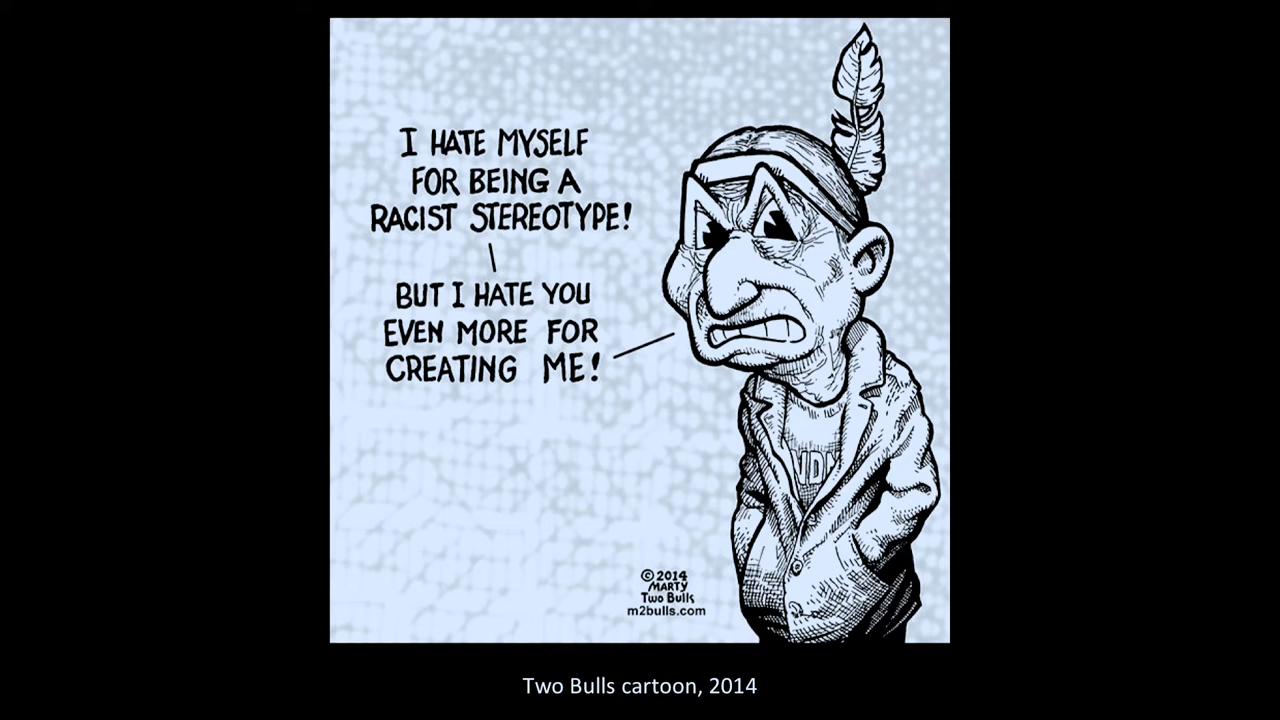 I HATE MYSELF
FOR BEING A
RACIST STEREOTYPE!
BUT I HATE YOU
EVEN MORE FOR
CREATING ME!
NDN
© 2014
MARTY
Two Bulls
m2bulls.com
Two Bulls cartoon, 2014